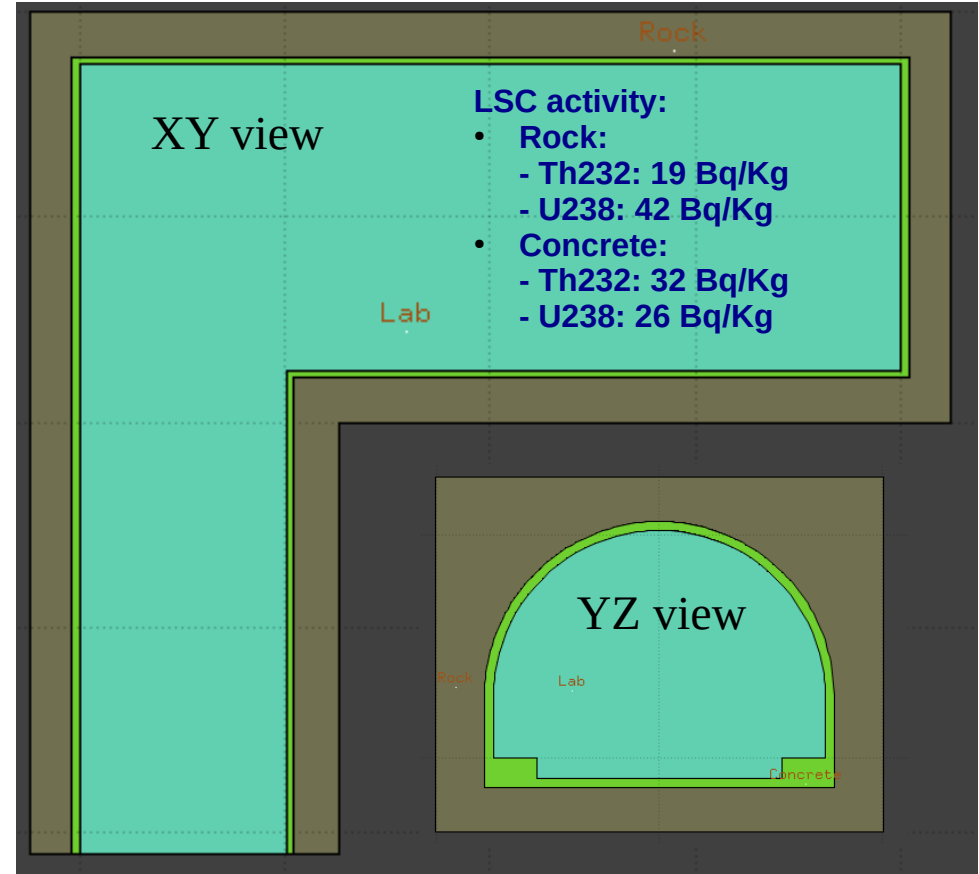 Rock
XY view
LSC activity:
• Rock:
- Th232: 19 Bq/Kg
- U238: 42 Bq/Kg
• Concrete:
- Th232: 32 Bq/Kg
- U238: 26 Bq/Kg
Lab
YZ view
Rock
Lab
Concrete